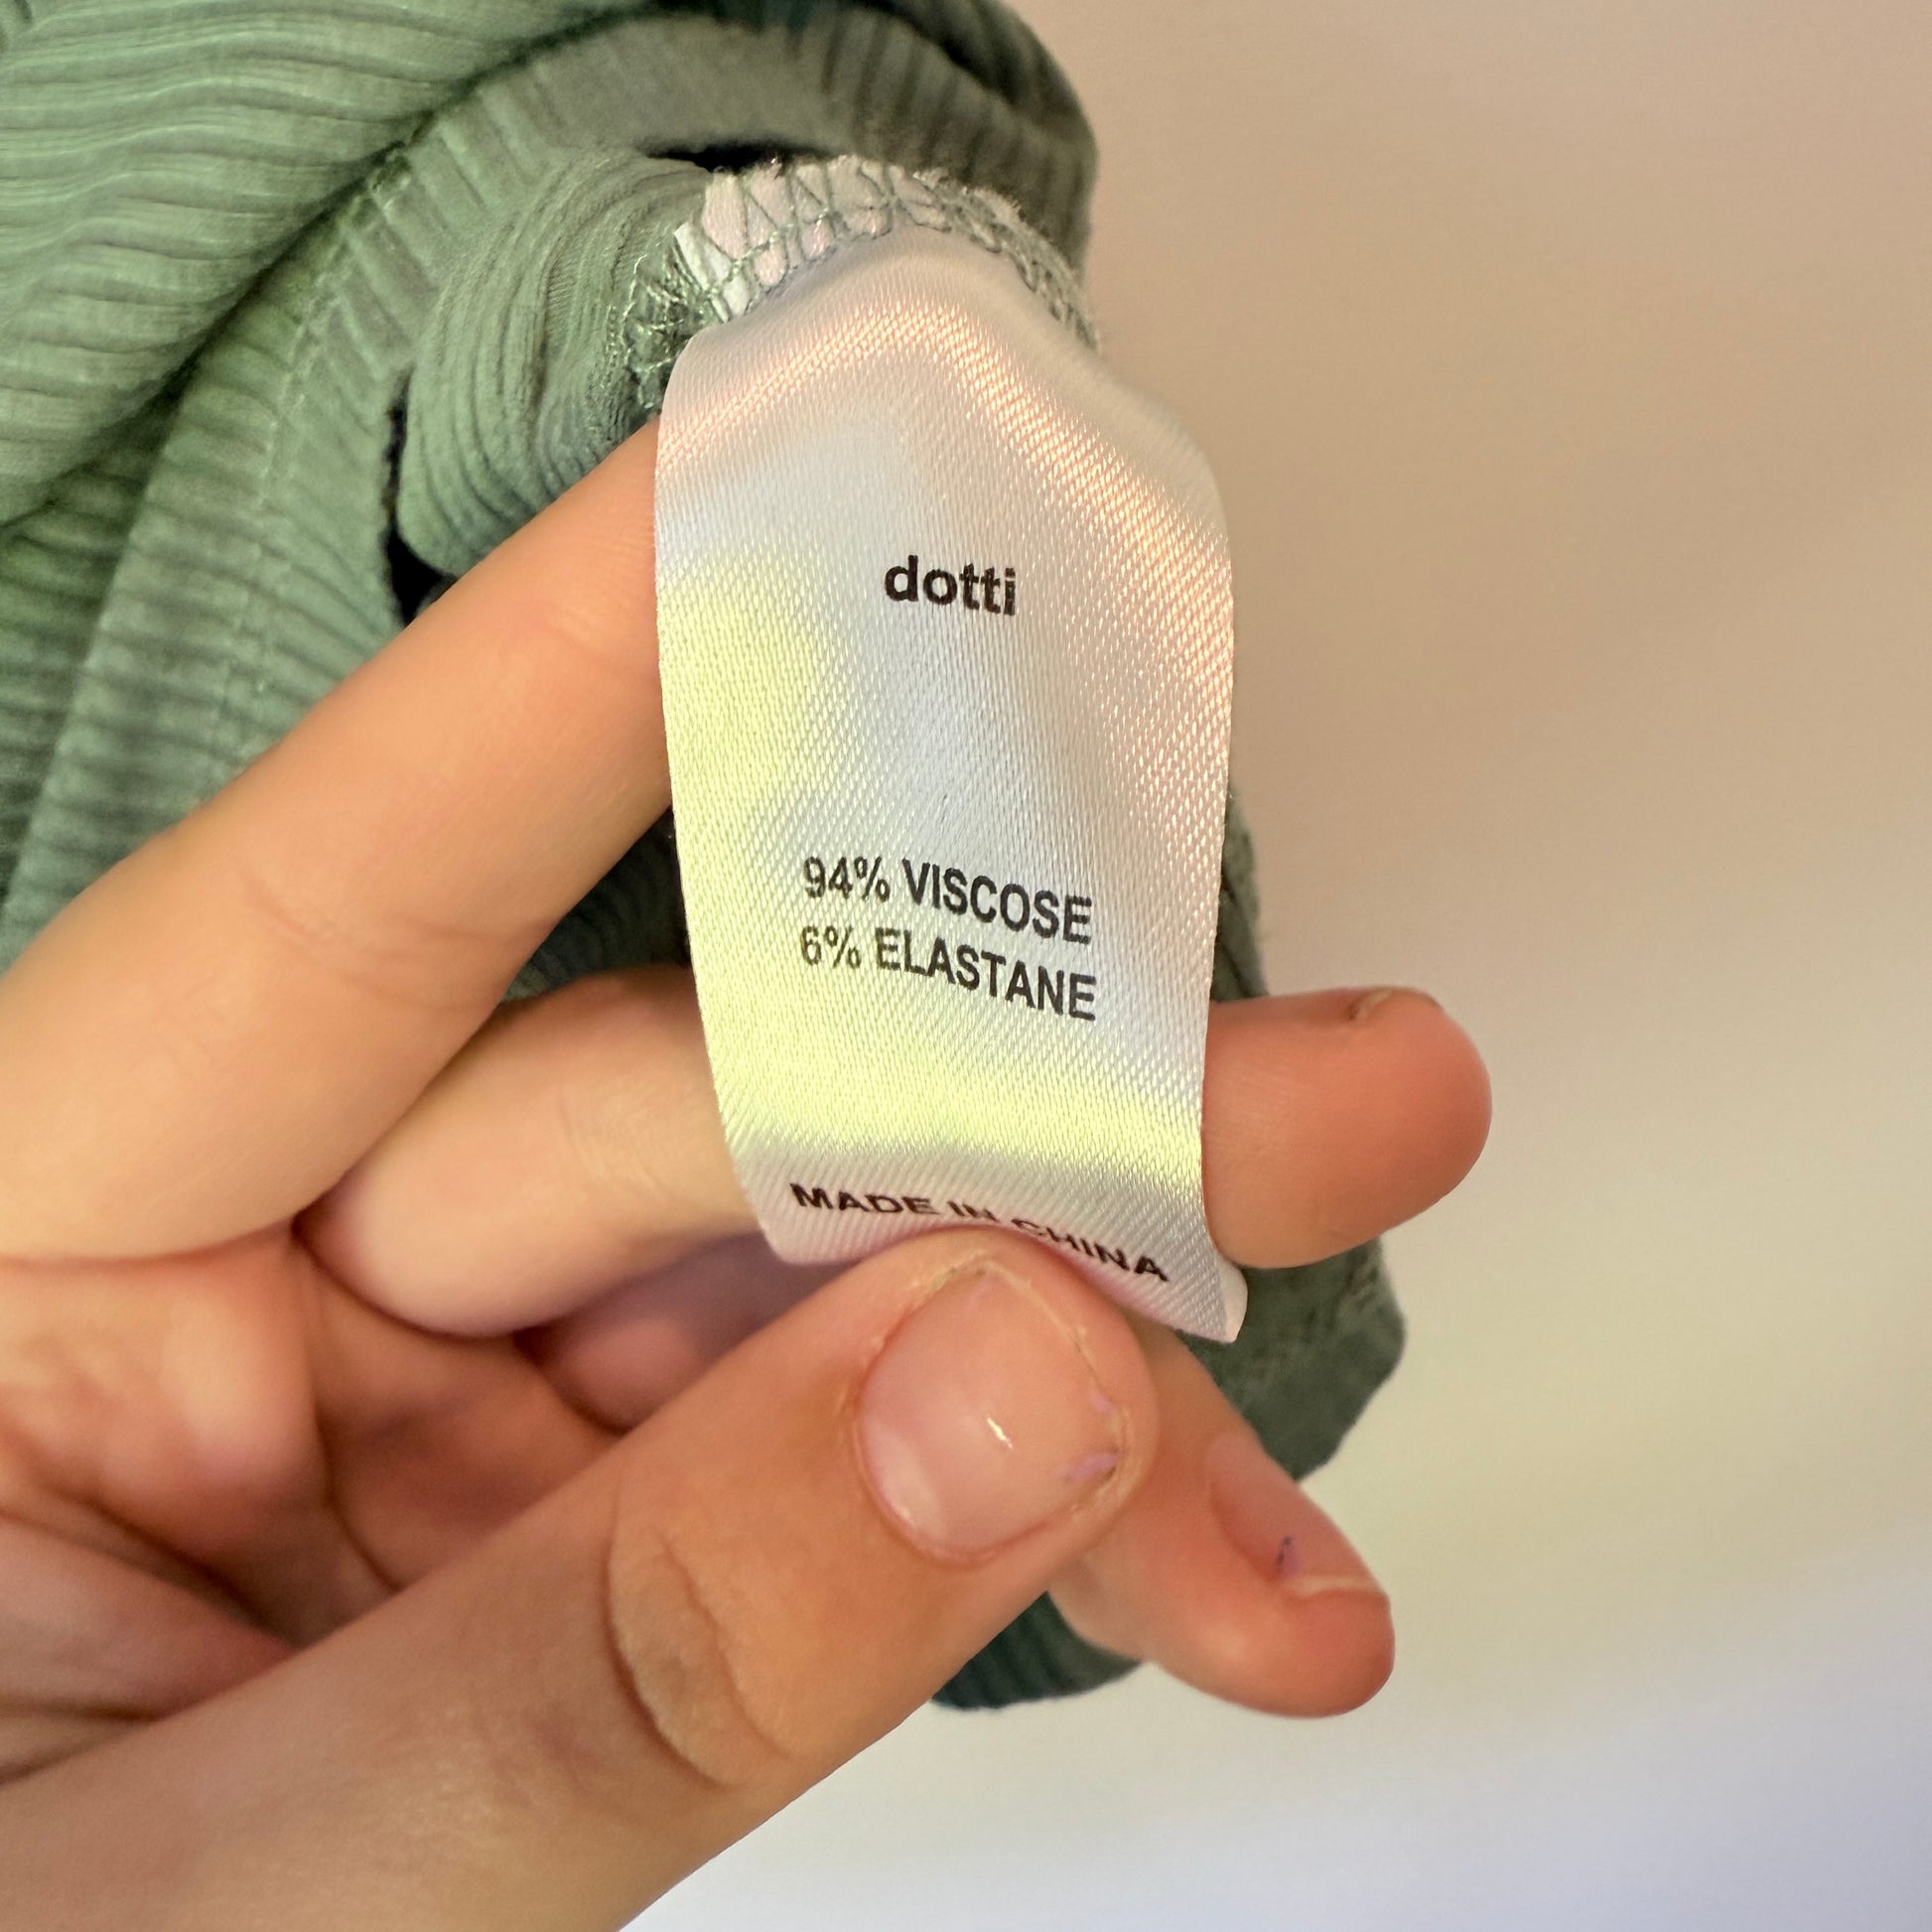 dotti
94% VISCOSE
6% ELASTANE
MADE IN CHINA